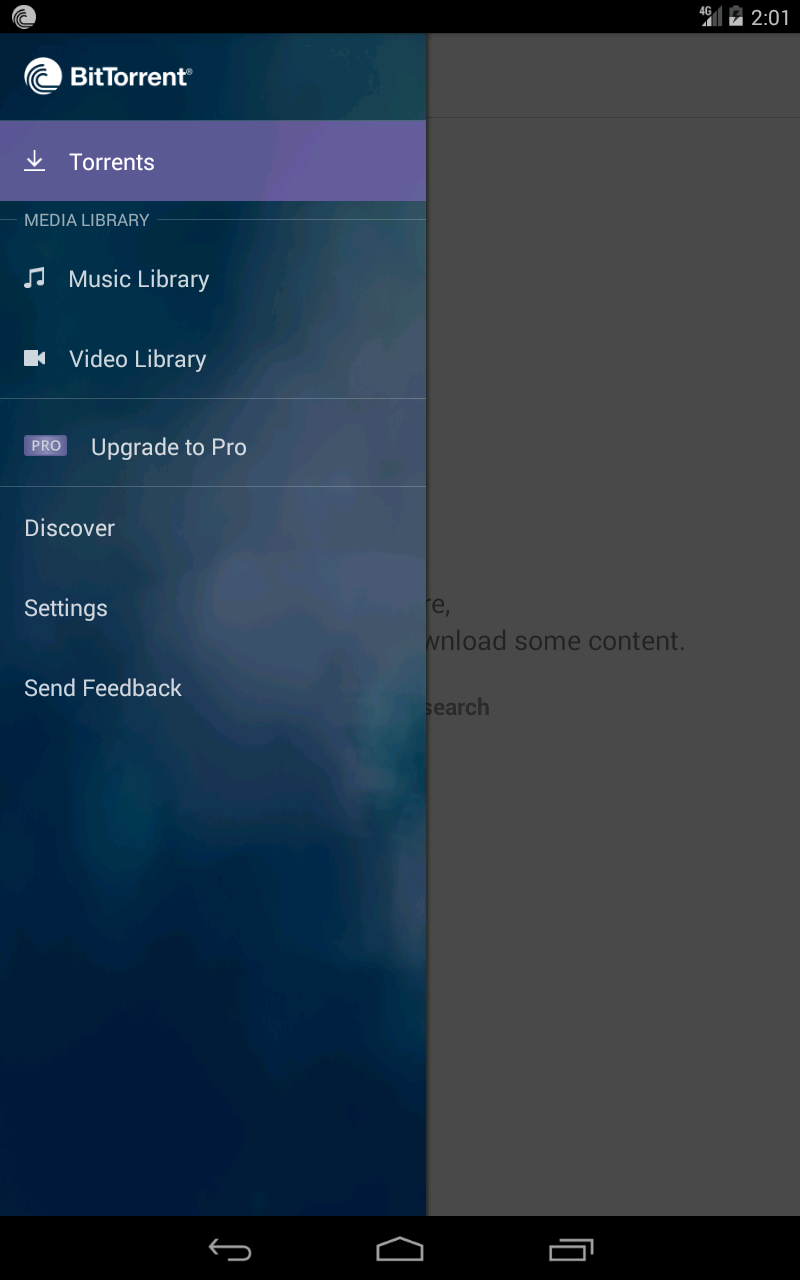 4G 2:01
BitTorrent®
Torrents
MEDIA LIBRARY
Music Library
Video Library
PRO Upgrade to Pro
Discover
re,
Settings
wnload some content.
Send Feedback
search